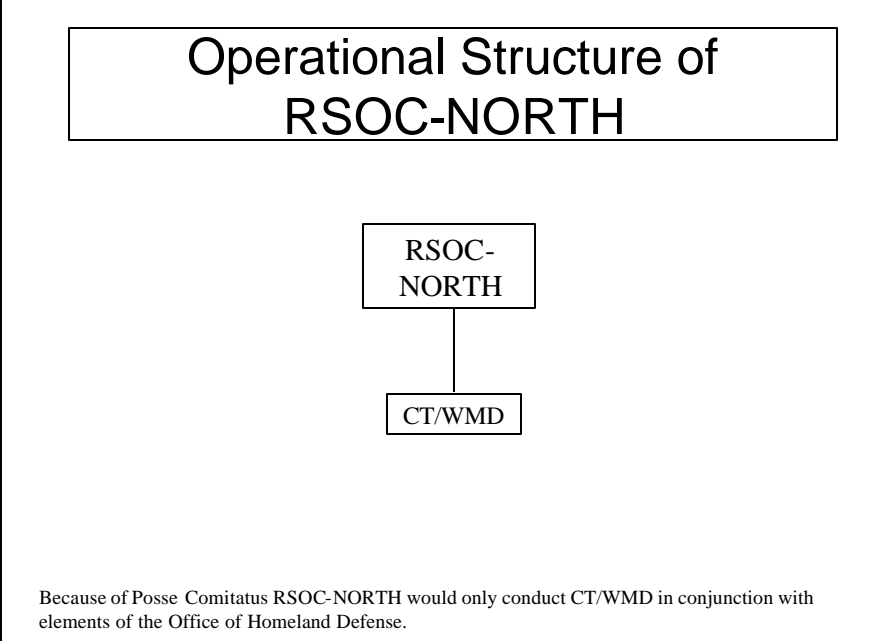 Operational Structure of
RSOC-NORTH
RSOC-
NORTH
CT/WMD
Because of Posse Comitatus RSOC-NORTH would only conduct CT/WMD in conjunction with
elements of the Office of Homeland Defense.